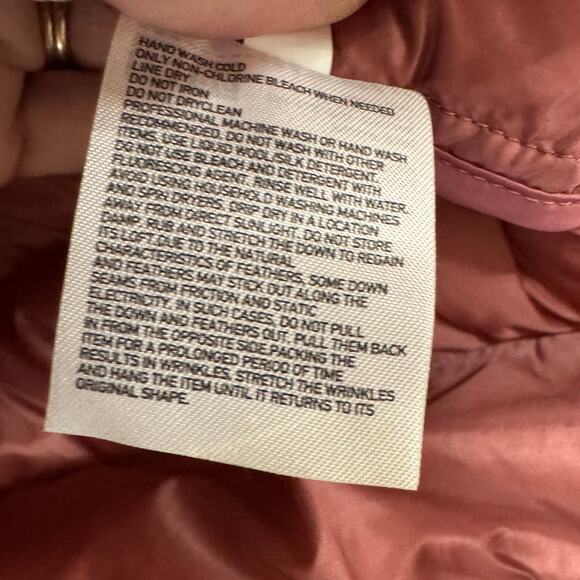 HAND WASH COLD
ONLY NON-CHLORINE BLEACH WHEN NEEDED
LINE DRY
DO NOT IRON
DO NOT DRYCLEAN
PROFESSIONAL MACHINE WASH OR HAND WASH
RECOMMENDED. DO NOT WASH WITH OTHER
ITEMS. USE LIQUID WOOL/SILK DETERGENT.
DO NOT USE BLEACH AND DETERGENT WITH
FLUORESCING AGENT. RINSE WELL WITH WATER.
AVOID USING HOUSEHOLD WASHING MACHINES
AND SPIN DRYERS. DRIP DRY IN A LOCATION
AWAY FROM DIRECT SUNLIGHT. DO NOT STORE
DAMP. RUB AND STRETCH THE DOWN TO REGAIN
ITS LOFT.DUE TO THE NATURAL
CHARACTERISTICS OF FEATHERS, SOME DOWN
AND FEATHERS MAY STICK OUT ALONG THE
SEAMS FROM FRICTION AND STATIC
ELECTRICITY. IN SUCH CASES, DO NOT PULL
THE DOWN AND FEATHERS OUT. PULL THEM BACK
IN FROM THE OPPOSITE SIDE.PACKING THE
ITEM FOR A PROLONGED PERIOD OF TIME
RESULTS IN WRINKLES. STRETCH THE WRINKLES
AND HANG THE ITEM UNTIL IT RETURNS TO ITS
ORIGINAL SHAPE.